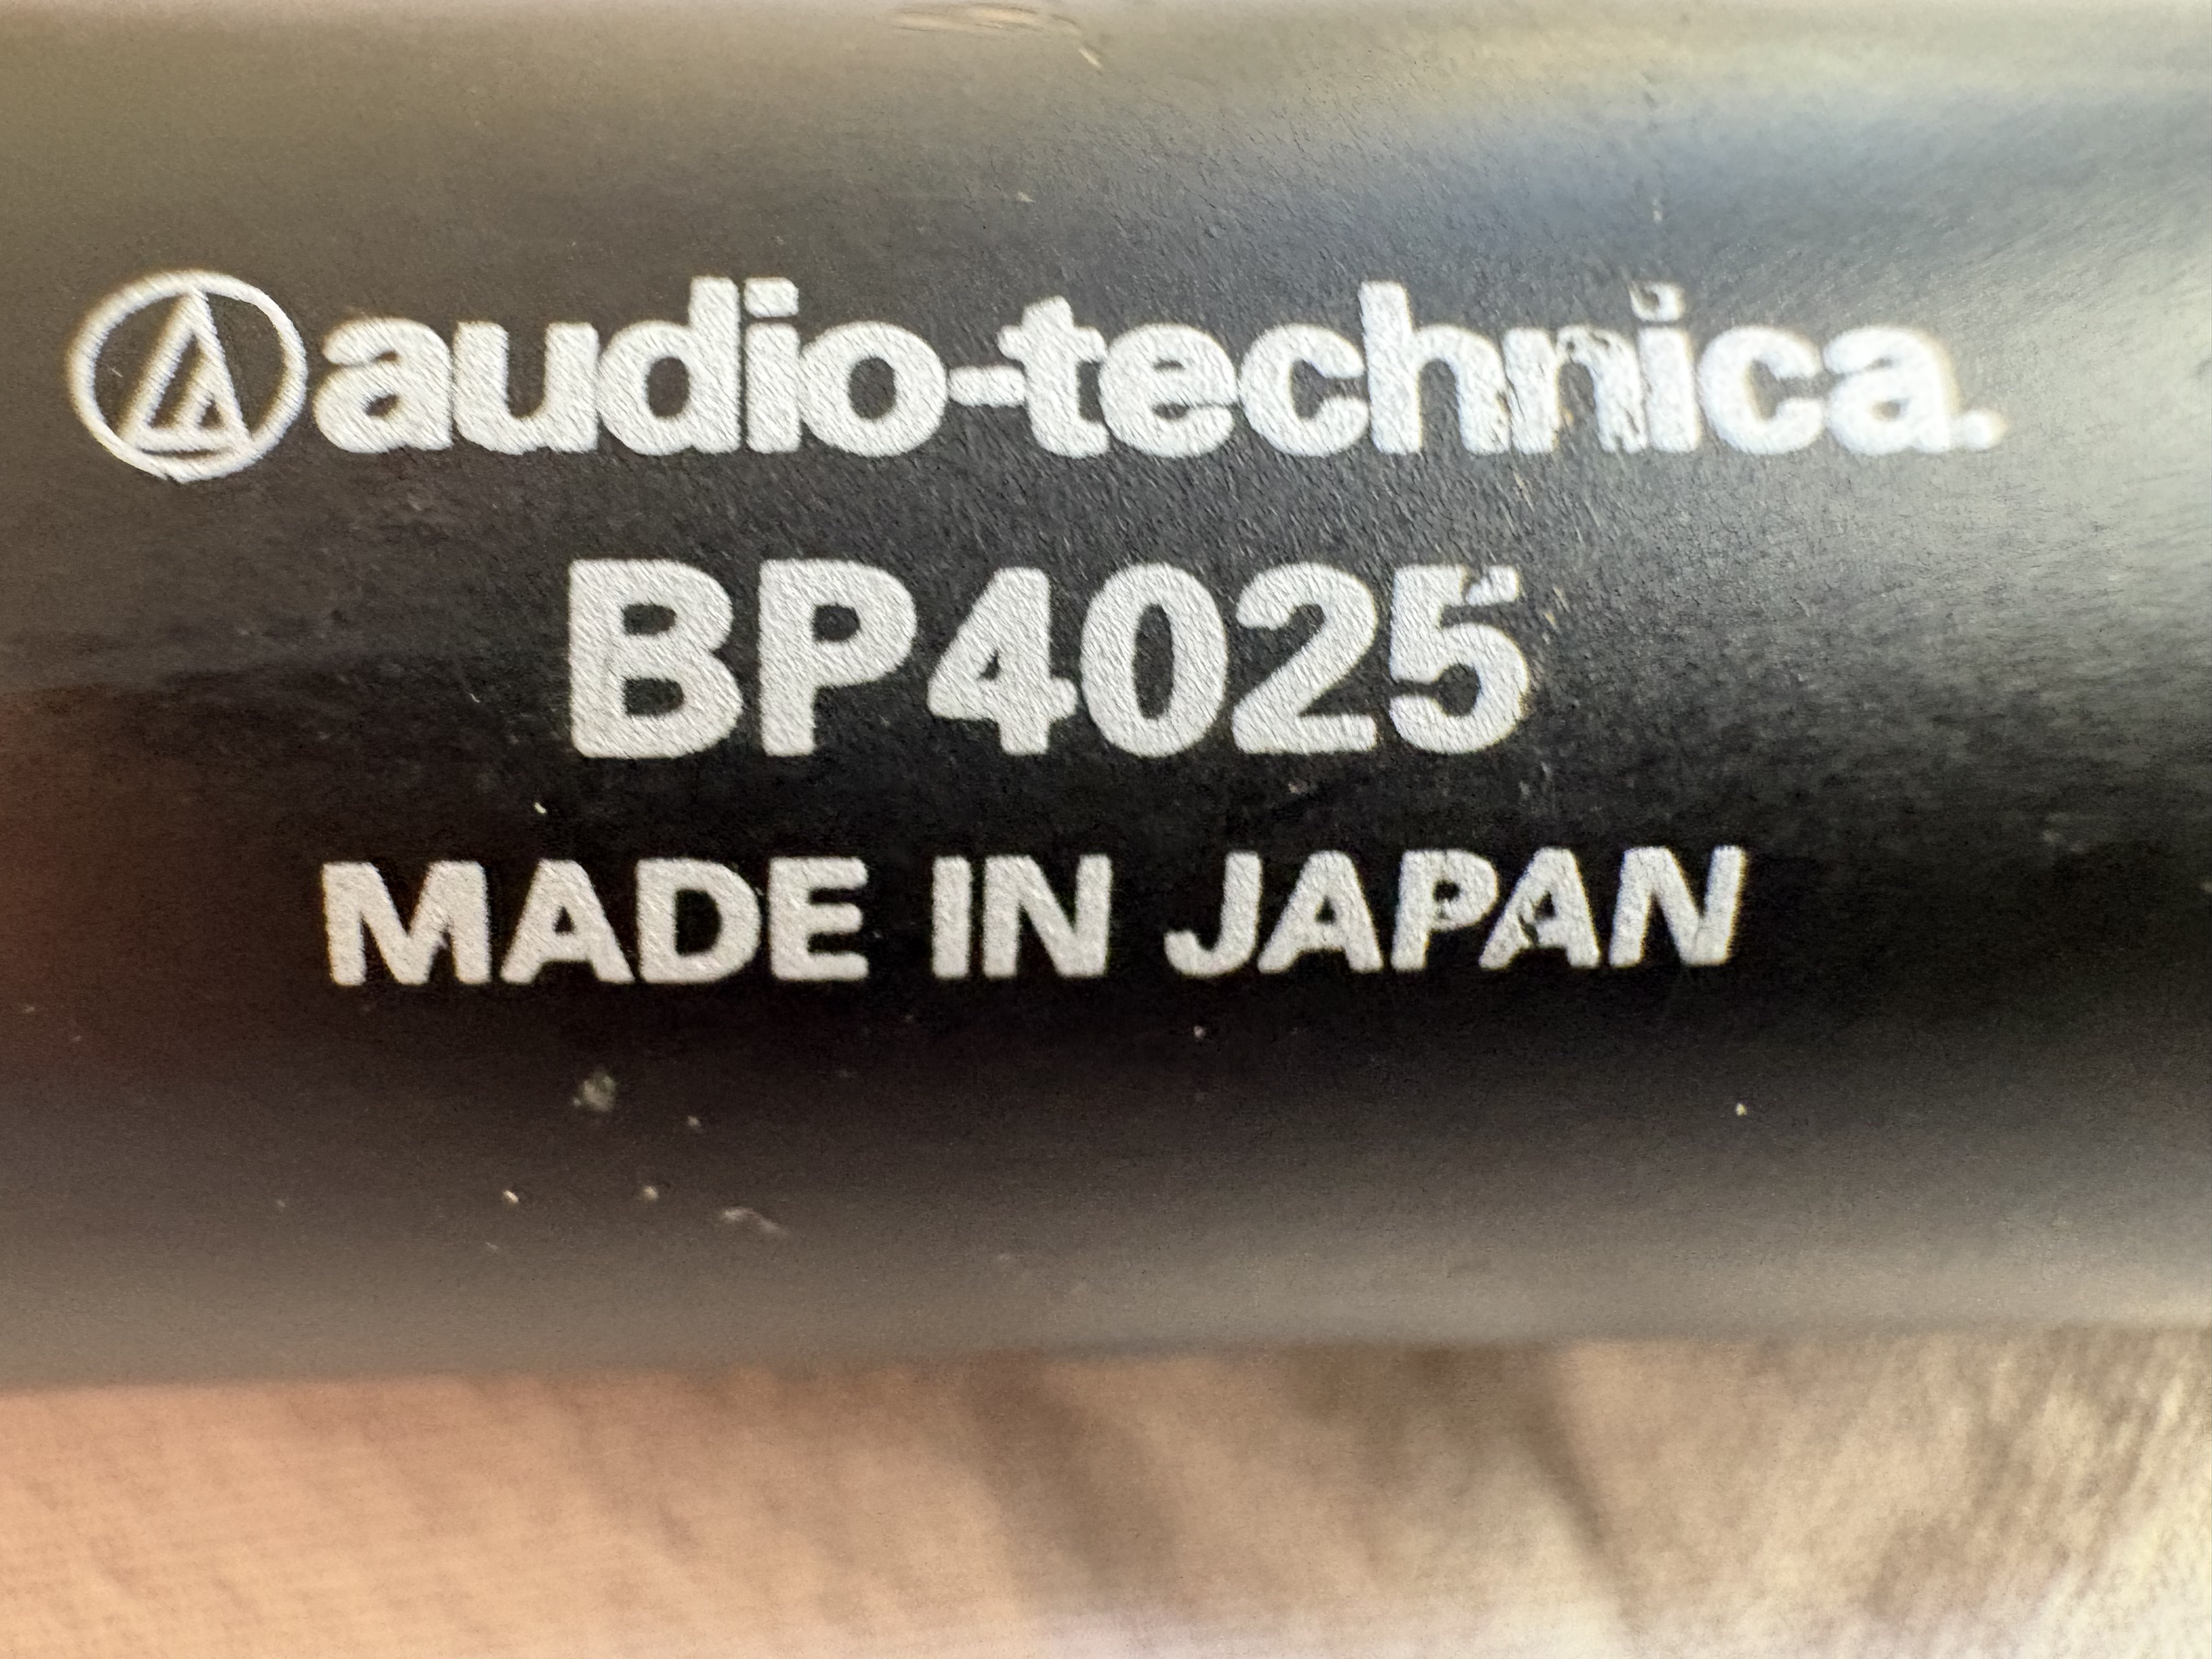 audio-technica.
BP4025
MADE IN JAPAN